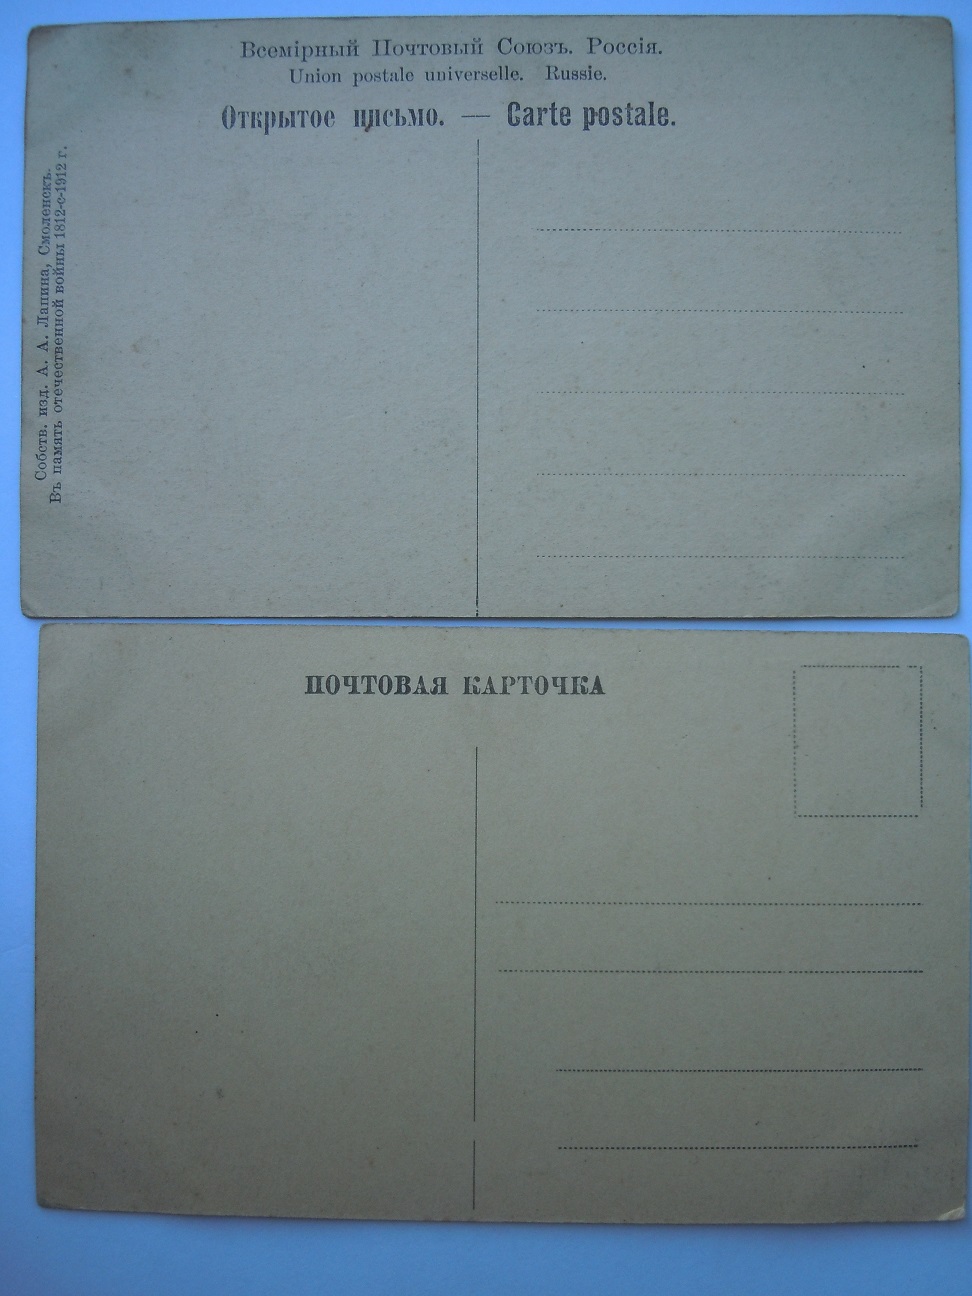 Всемірный Почтовый Союзъ. Россія.
Union postale universelle. Russie.
Открытое письмо. — Carte postale.
Собств. изд. А. А. Лапина, Смоленскъ.
Въ память отечественной войны 1812-с-1912 г.
ПОЧТОВАЯ КАРТОЧКА